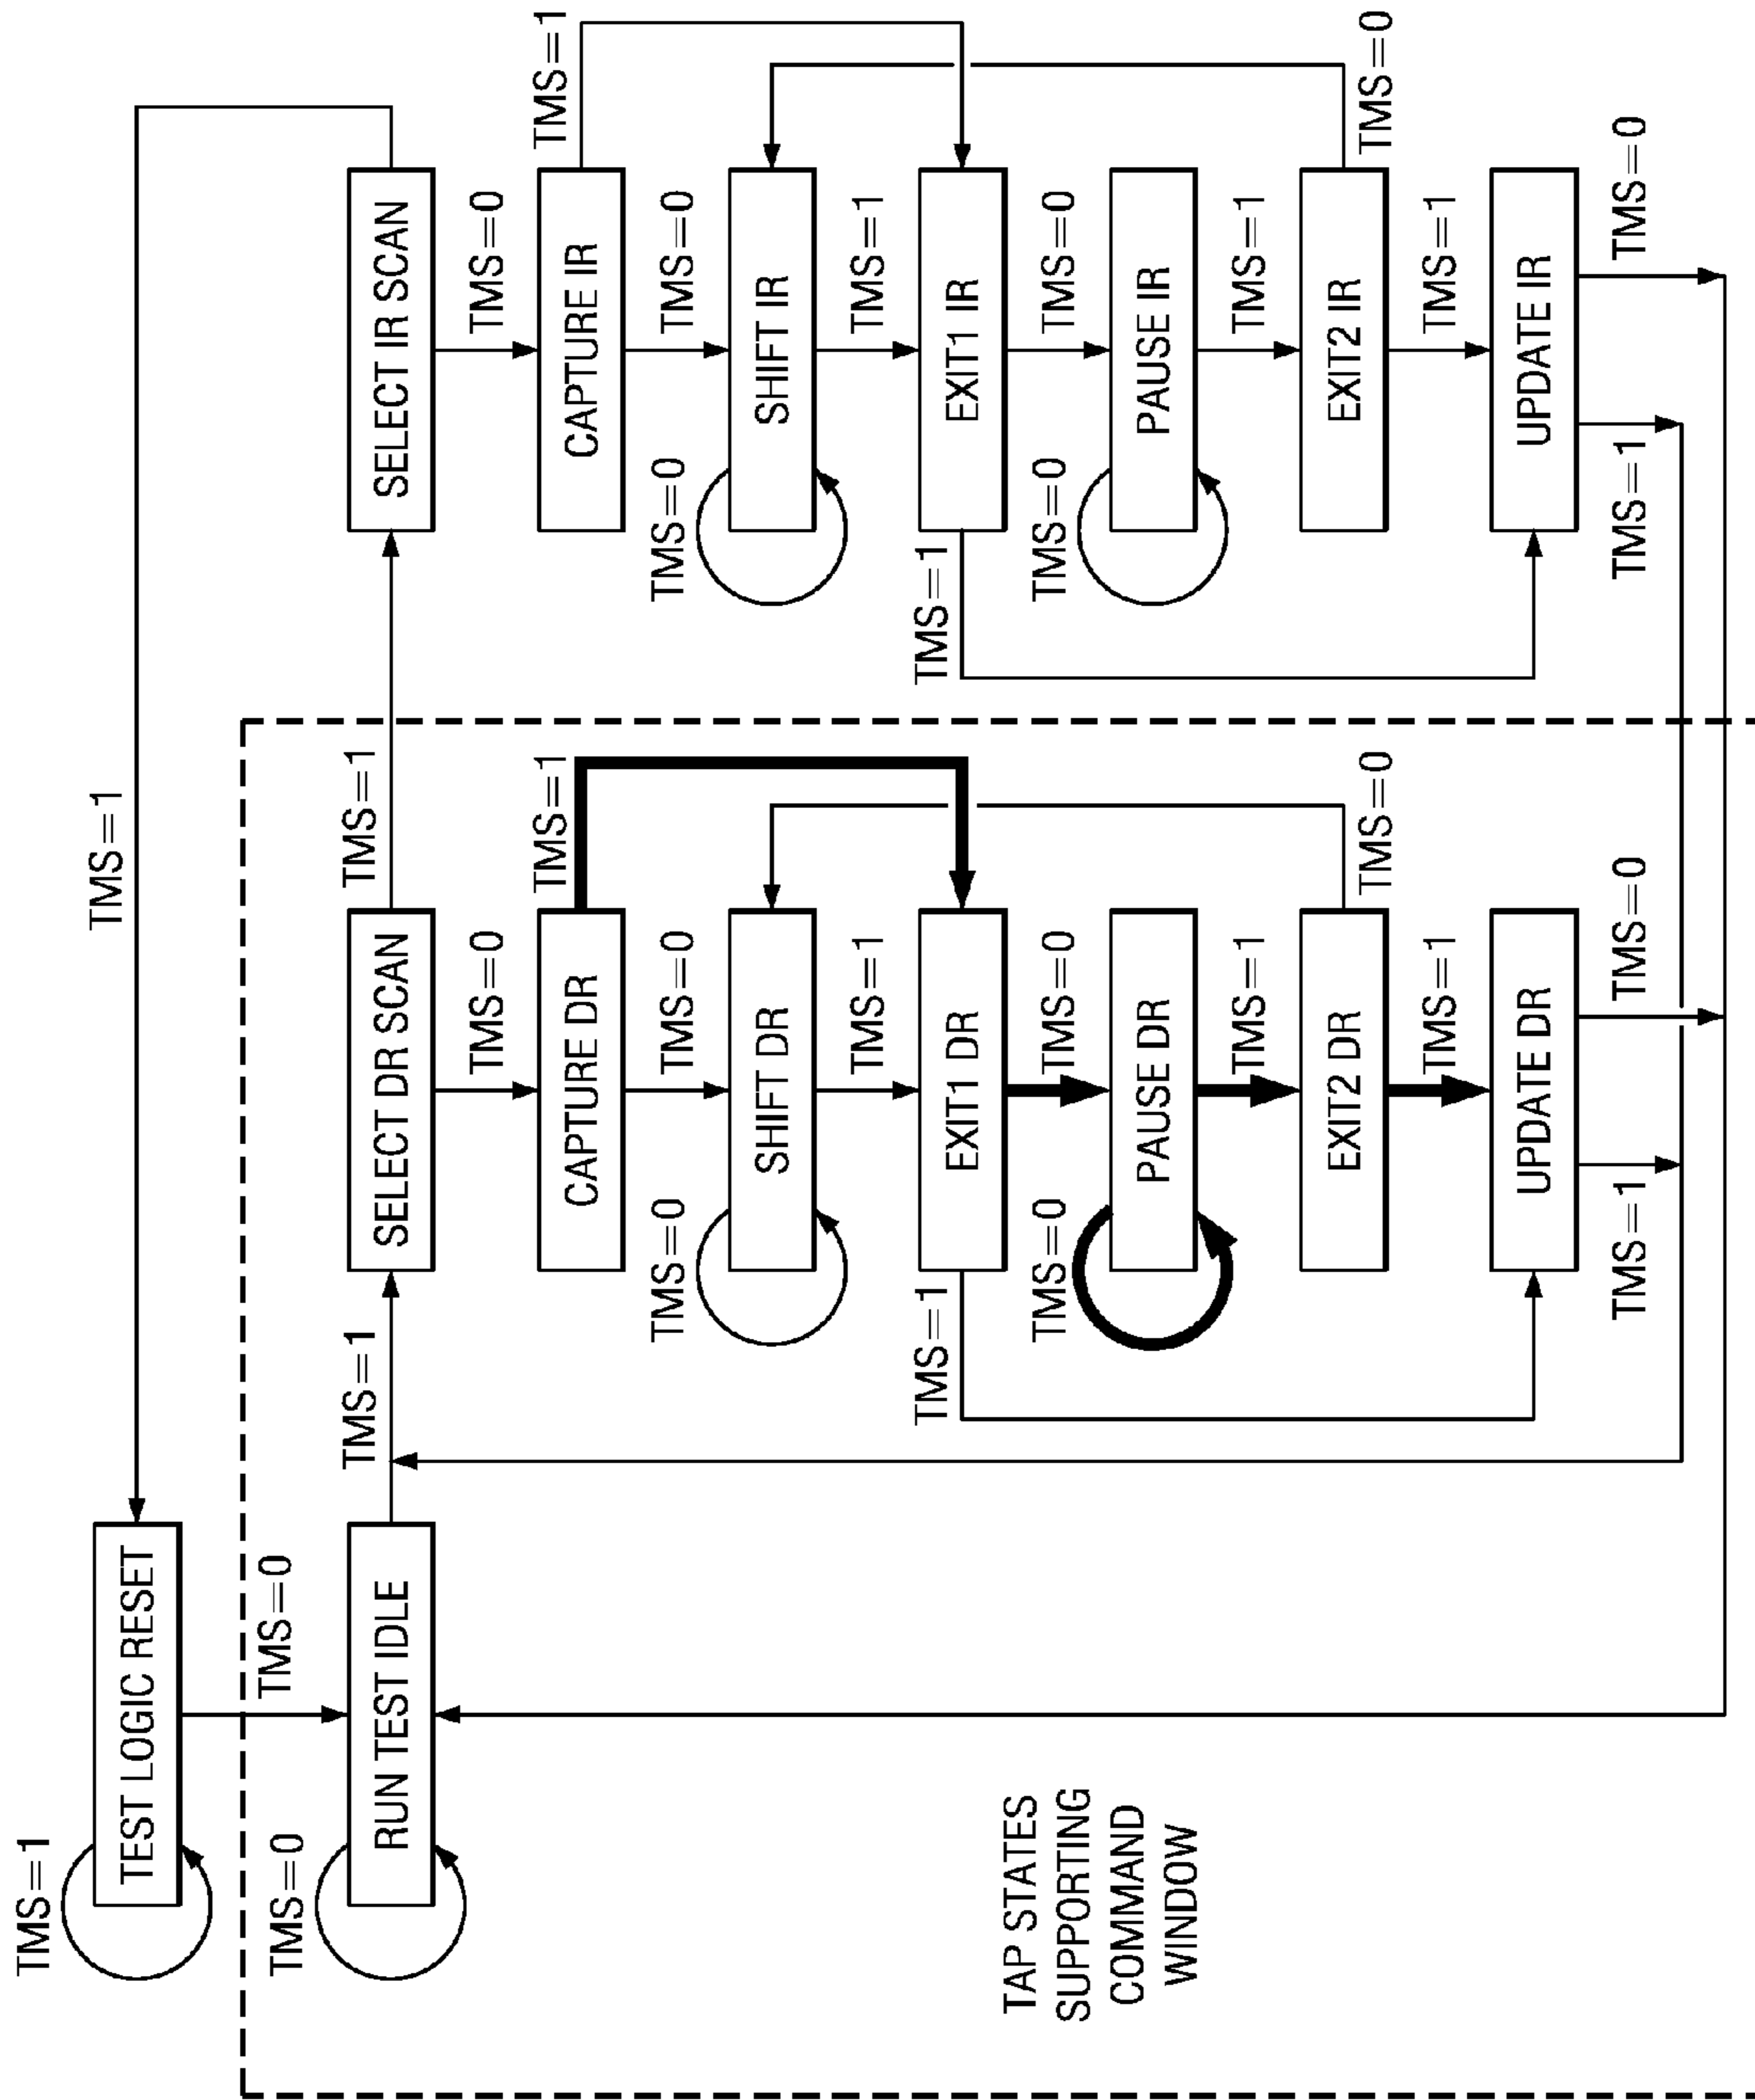 TMS=1
TEST LOGIC RESET
TMS=1
TMS=0
TMS=0
RUN TEST IDLE
TMS=1
SELECT DR SCAN
TMS=1
SELECT IR SCAN
TMS=0
TMS=0
CAPTURE DR
TMS=1
CAPTURE IR
TMS=1
TMS=0
TMS=0
TMS=0
SHIFT DR
TMS=0
SHIFT IR
TMS=1
TMS=1
TMS=1
EXIT1 DR
TMS=1
EXIT1 IR
TMS=0
TMS=0
TMS=0
PAUSE DR
TMS=0
PAUSE IR
TMS=1
TMS=1
EXIT2 DR
TMS=0
EXIT2 IR
TMS=0
TMS=1
TMS=1
UPDATE DR
UPDATE IR
TMS=1
TMS=0
TMS=1
TMS=0
TAP STATES
SUPPORTING
COMMAND
WINDOW